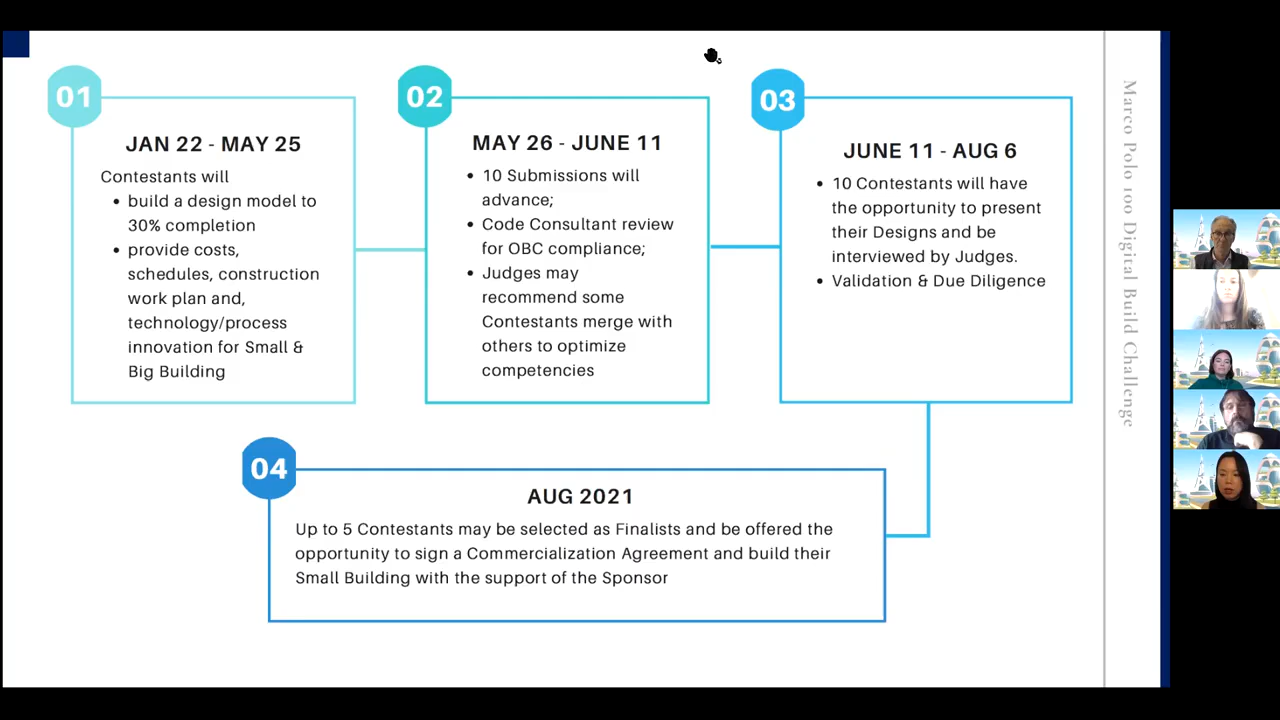 01
JAN 22 - MAY 25
Contestants will
• build a design model to
30% completion
• provide costs,
schedules, construction
work plan and,
technology/process
innovation for Small &
Big Building
02
MAY 26 - JUNE 11
• 10 Submissions will
advance;
• Code Consultant review
for OBC compliance;
• Judges may
recommend some
Contestants merge with
others to optimize
competencies
03
JUNE 11 - AUG 6
• 10 Contestants will have
the opportunity to present
their Designs and be
interviewed by Judges.
• Validation & Due Diligence
04
AUG 2021
Up to 5 Contestants may be selected as Finalists and be offered the
opportunity to sign a Commercialization Agreement and build their
Small Building with the support of the Sponsor
Marco Polo 100 Digital Build Challenge